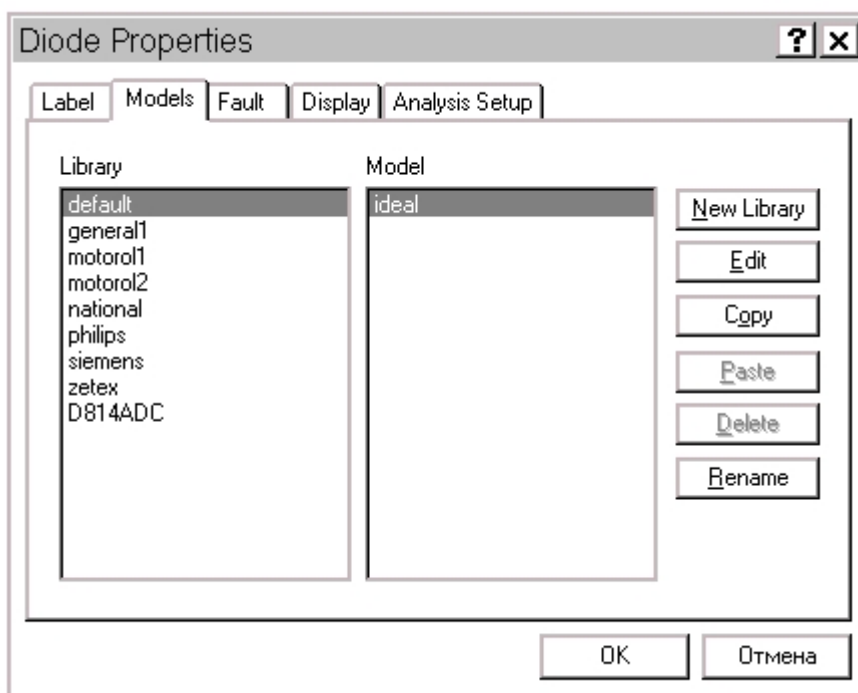 Diode Properties
Label Models Fault Display Analysis Setup
Library Model
default ideal
general1
motorol1
motorol2
national
philips
siemens
zetex
D814ADC
New Library
Edit
Copy
Paste
Delete
Rename
OK Отмена